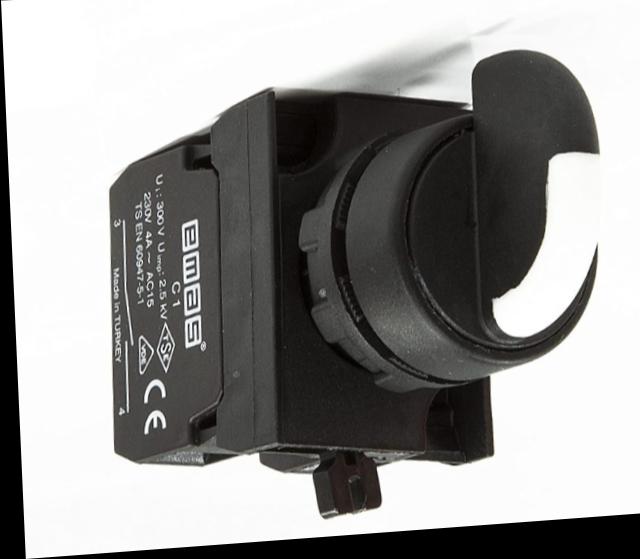 emas®
C 1
Ui: 300 V Uimp: 2,5 kV
230V 4A ~ AC15
TS EN 60947-5-1
TSE
VDE
CE
3 4
Made in TURKEY